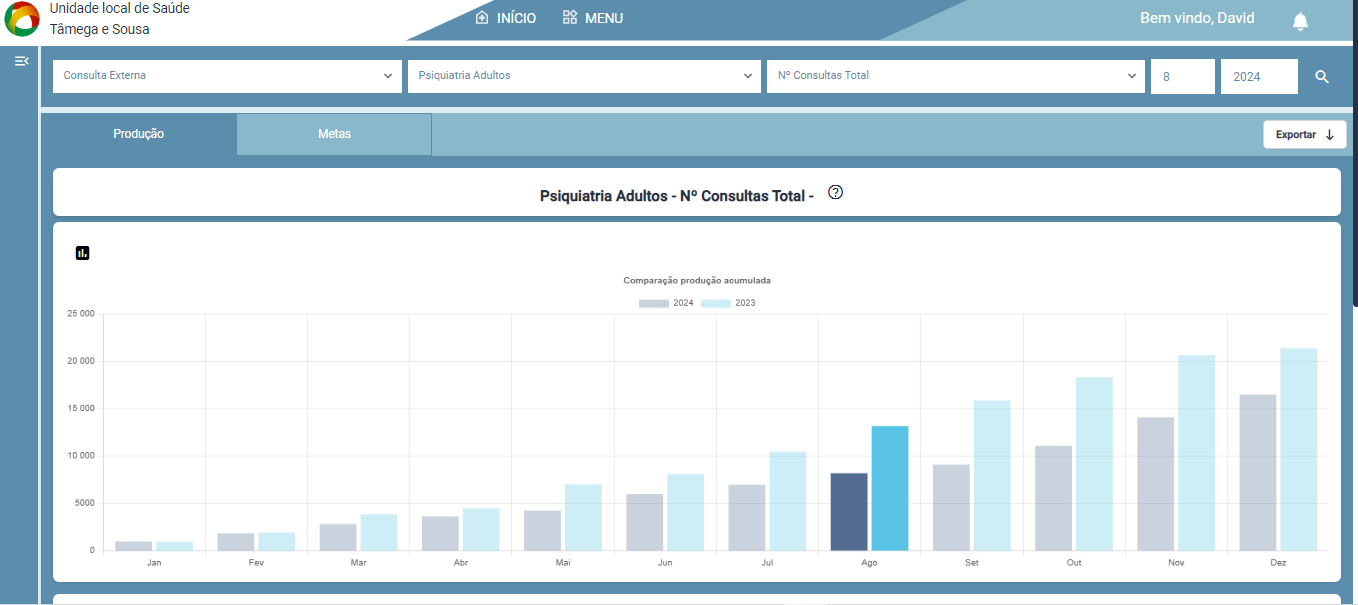 Unidade local de Saúde
Tâmega e Sousa
INÍCIO
MENU
Bem vindo, David
Consulta Externa
Psiquiatria Adultos
Nº Consultas Total
8
2024
Produção
Metas
Exportar
Psiquiatria Adultos - Nº Consultas Total -
Comparação produção acumulada
2024
2023
25 000
20 000
15 000
10 000
5000
0
Jan
Fev
Mar
Abr
Mai
Jun
Jul
Ago
Set
Out
Nov
Dez